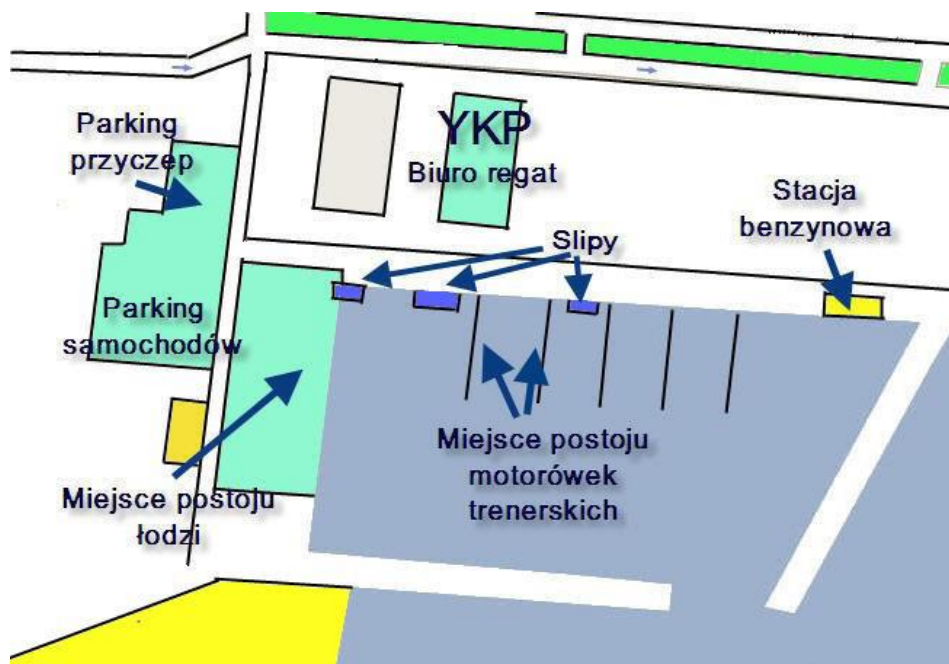 YKP
Biuro regat
Parking
przyczep
Stacja
benzynowa
Slipy
Parking
samochodów
Miejsce postoju
motorówek
trenerskich
Miejsce postoju
łodzi